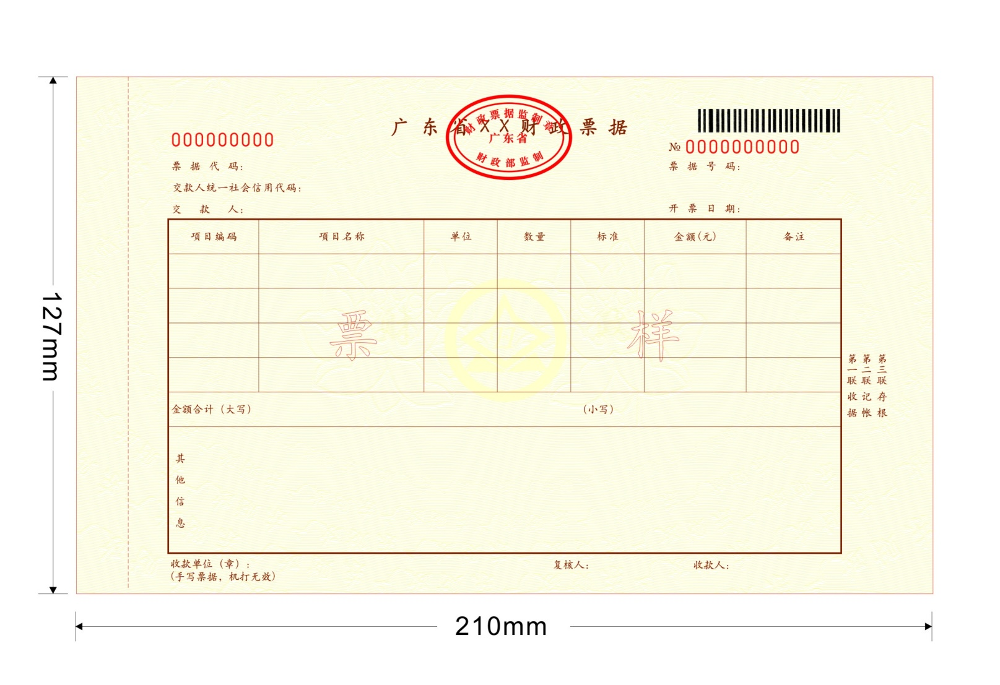 广东省XX财政票据
财政票据监制章
广东省
财政部监制
000000000
№ 0000000000
票据代码：
票据号码：
交款人统一社会信用代码：
交款人：
开票日期：
项目编码 项目名称 单位 数量 标准 金额(元) 备注
票样
金额合计（大写） （小写）
其他信息
第一联收据
第二联记帐
第三联存根
收款单位（章）： 复核人： 收款人：
（手写票据，机打无效）
127mm
210mm